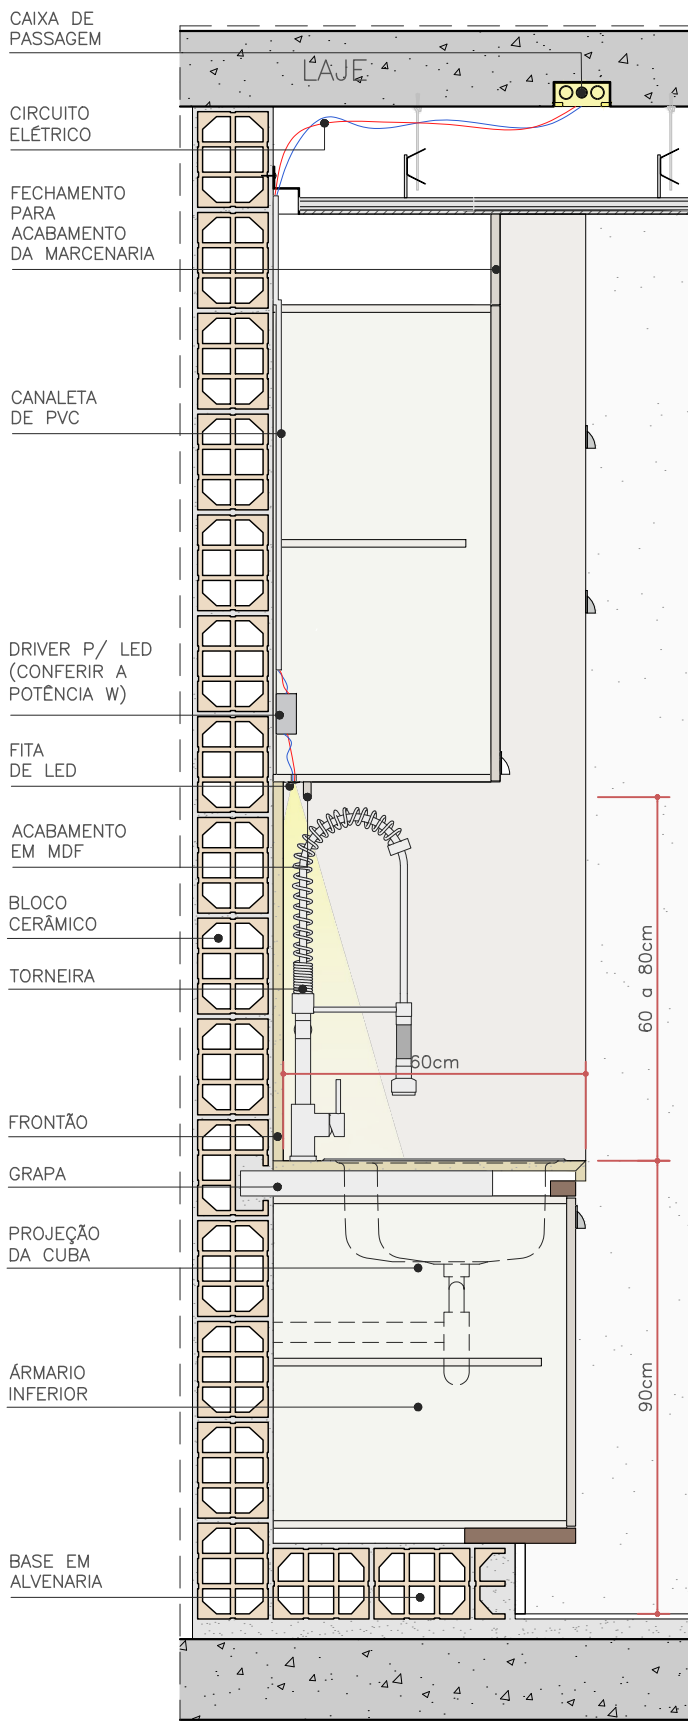 CAIXA DE
PASSAGEM
LAJE
CIRCUITO
ELÉTRICO
FECHAMENTO
PARA
ACABAMENTO
DA MARCENARIA
CANALETA
DE PVC
DRIVER P/ LED
(CONFERIR A
POTÊNCIA W)
FITA
DE LED
ACABAMENTO
EM MDF
BLOCO
CERÂMICO
TORNEIRA
60 a 80cm
60cm
FRONTÃO
GRAPA
PROJEÇÃO
DA CUBA
ÁRMARIO
INFERIOR
90cm
BASE EM
ALVENARIA